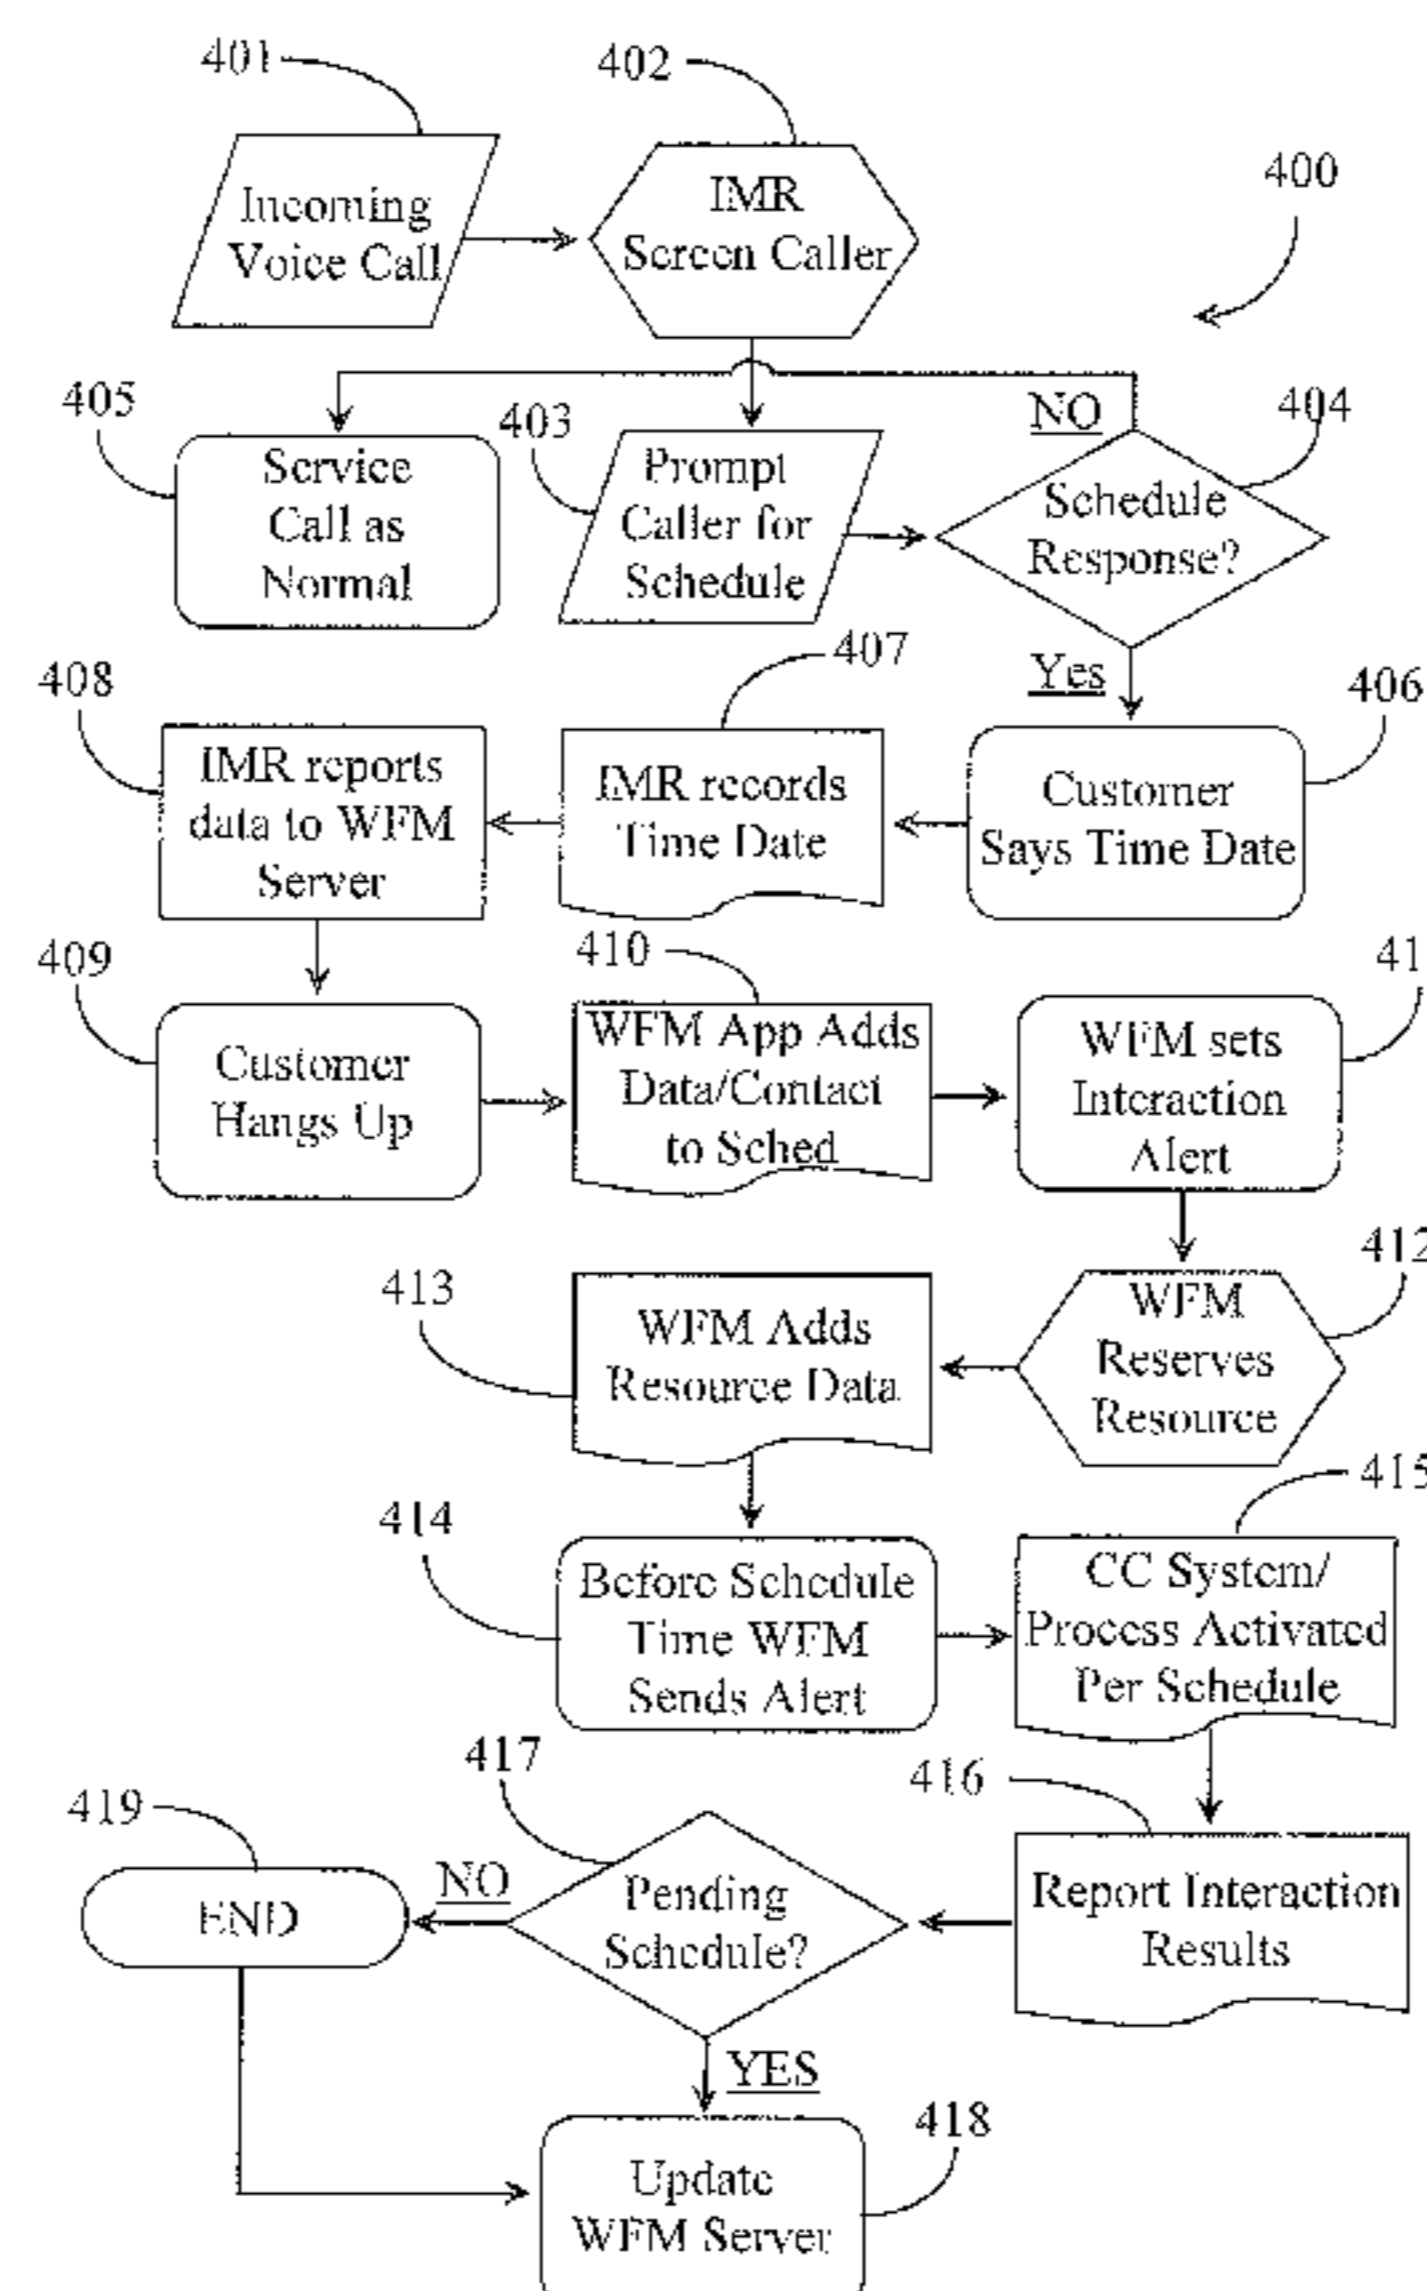 401
402
400
Incoming
Voice Call
IMR
Screen Caller
405
403
NO
404
Service
Call as
Normal
Prompt
Caller for
Schedule
Schedule
Response?
407
Yes
408
406
IMR reports
data to WFM
Server
IMR records
Time Date
Customer
Says Time Date
409
410
41
Customer
Hangs Up
WFM App Adds
Data/Contact
to Sched
WFM sets
Interaction
Alert
412
413
WFM Adds
Resource Data
WFM
Reserves
Resource
414
415
Before Schedule
Time WFM
Sends Alert
CC System/
Process Activated
Per Schedule
417
416
419
END
NO
Pending
Schedule?
Report Interaction
Results
YES
418
Update
WFM Server